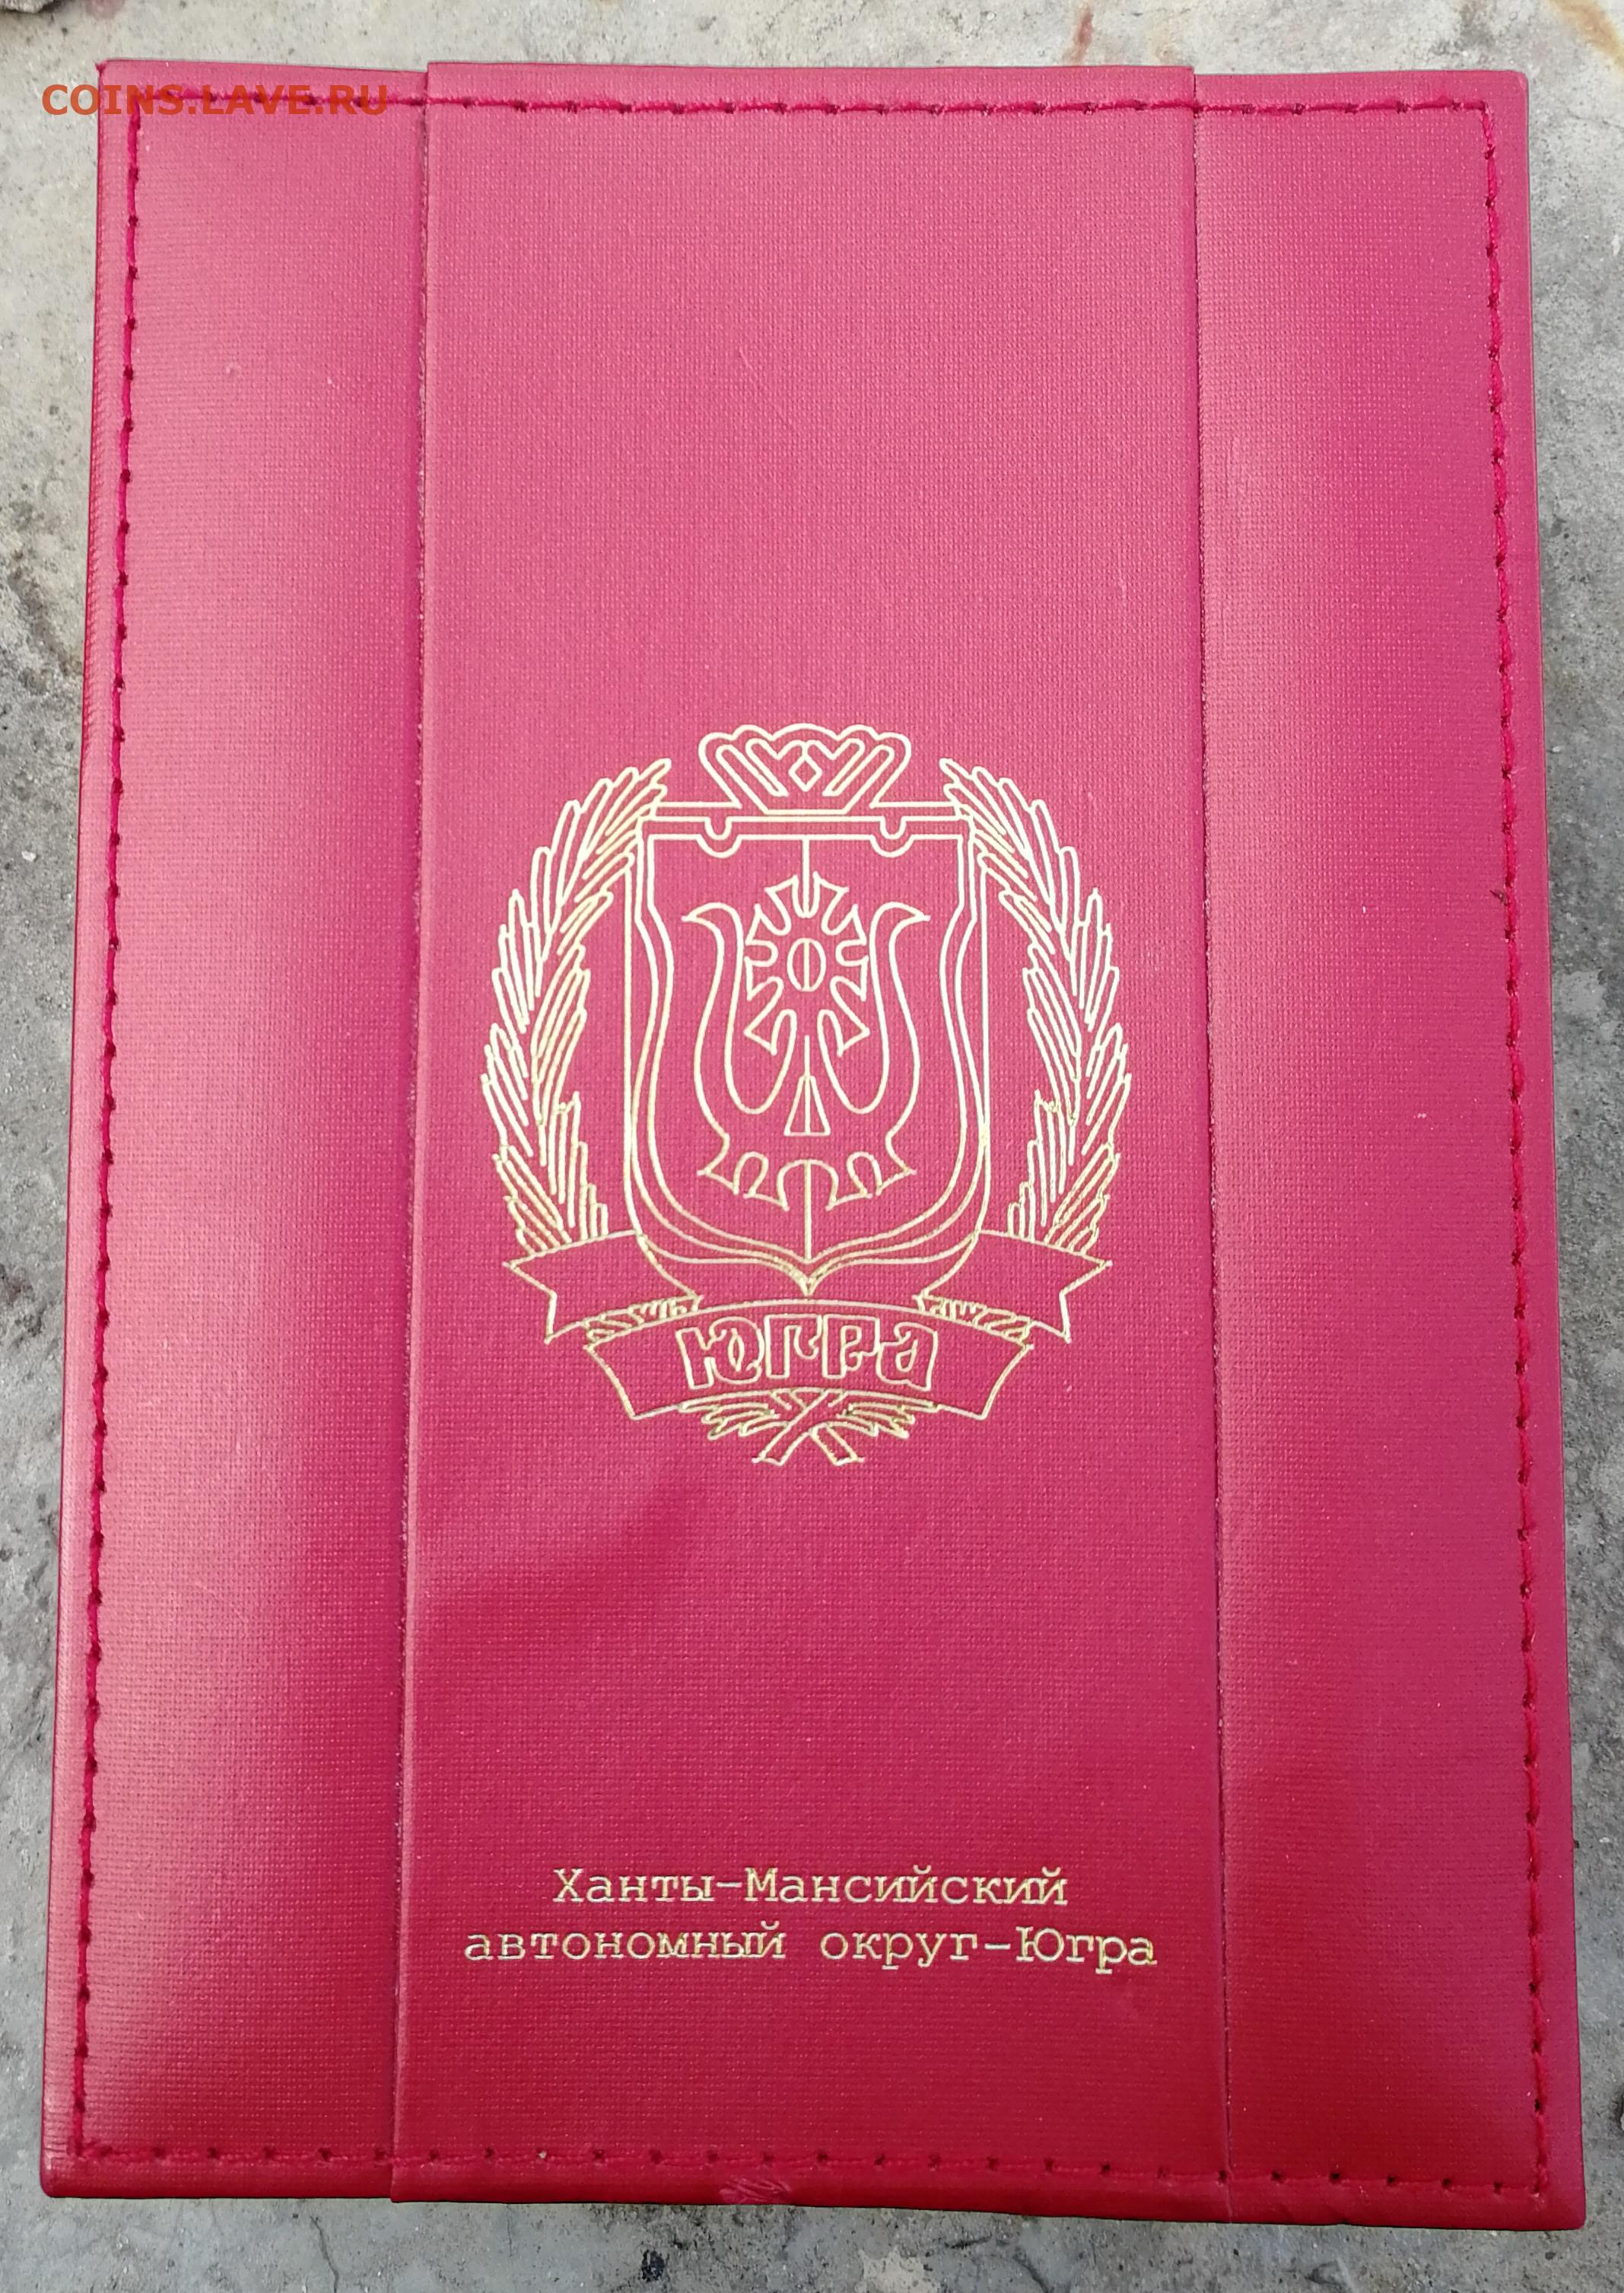 COINS.LAVE.RU
ЮГРА
Ханты-Мансийский
автономный округ-Югра